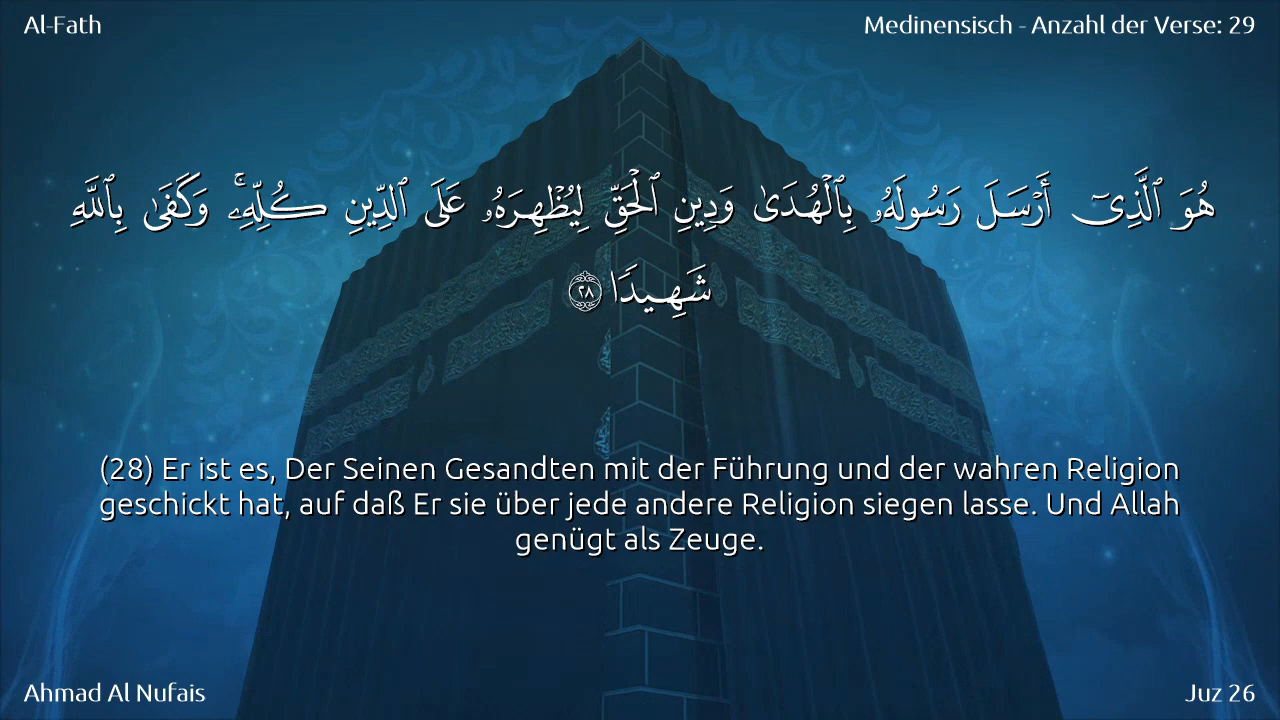 Al-Fath
Medinensisch - Anzahl der Verse: 29
هُوَ ٱلَّذِىٓ أَرْسَلَ رَسُولَهُۥ بِٱلْهُدَىٰ وَدِينِ ٱلْحَقِّ لِيُظْهِرَهُۥ عَلَى ٱلدِّينِ كُلِّهِۦ ۚ وَكَفَىٰ بِٱللَّهِ
شَهِيدًا ٢٨
(28) Er ist es, Der Seinen Gesandten mit der Führung und der wahren Religion
geschickt hat, auf daß Er sie über jede andere Religion siegen lasse. Und Allah
genügt als Zeuge.
Ahmad Al Nufais
Juz 26